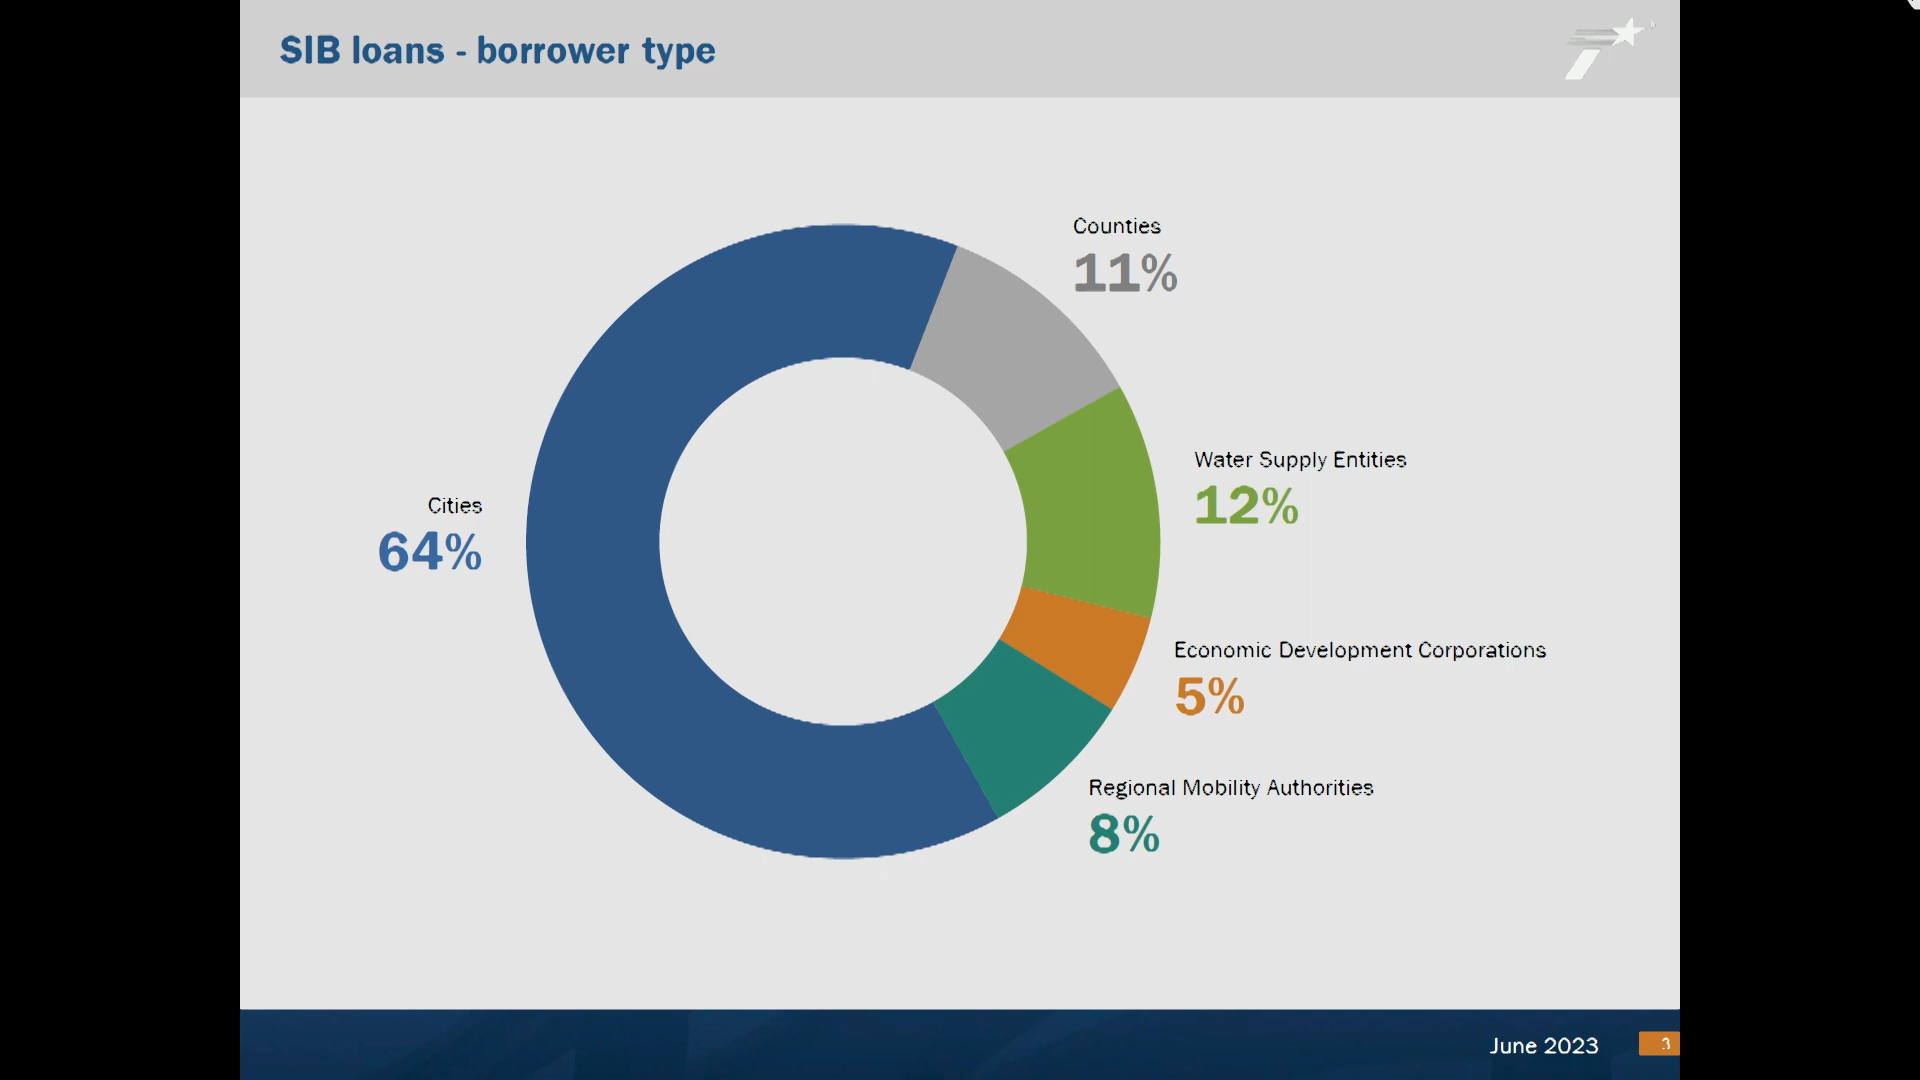 SIB loans - borrower type
Counties
11%
Water Supply Entities
12%
Cities
64%
Economic Development Corporations
5%
Regional Mobility Authorities
8%
June 2023
3